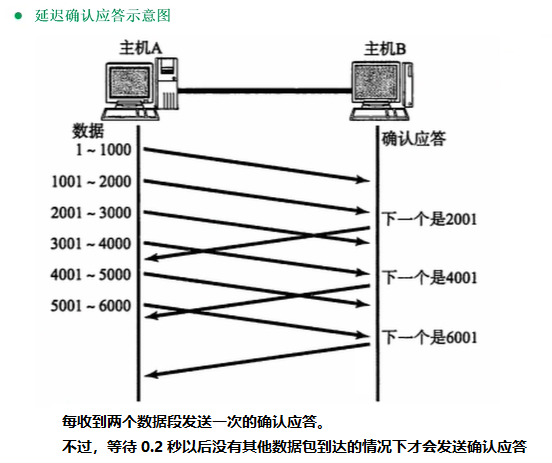 延迟确认应答示意图
主机A
主机B
数据
确认应答
1～1000
1001～2000
2001～3000
下一个是2001
3001～4000
4001～5000
下一个是4001
5001～6000
下一个是6001
每收到两个数据段发送一次的确认应答。
不过，等待 0.2 秒以后没有其他数据包到达的情况下才会发送确认应答